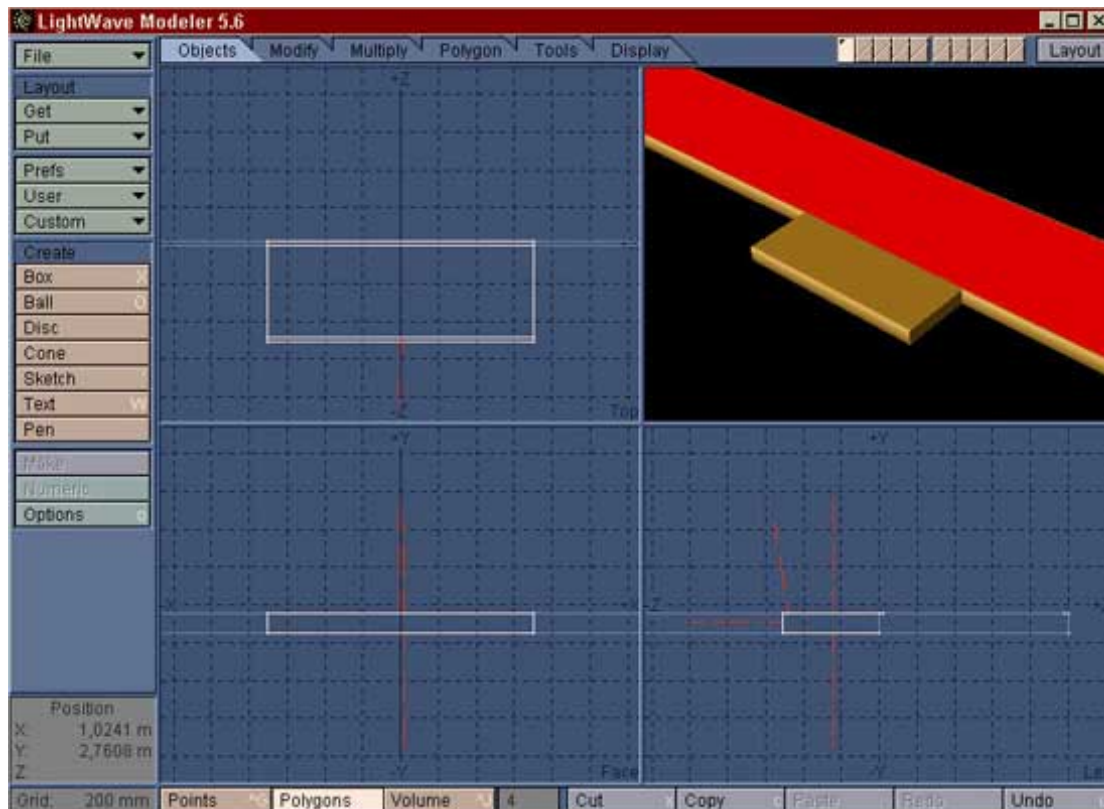 LightWave Modeler 5.6
File
Objects Modify Multiply Polygon Tools Display
Layout
Layout
Get
Put
Prefs
User
Custom
Create
Box X
Ball O
Disc
Cone
Sketch
Text W
Pen
Make
Numeric
Options o
+Z
-Z
Top
+Y
-X
-Y
Face
+Y
-Z
-Y
Le
Position
X: 1,0241 m
Y: 2,7608 m
Z:
Grid: 200 mm
Points ^G Polygons Volume ^J 4 Cut x Copy c Paste Redo Undo